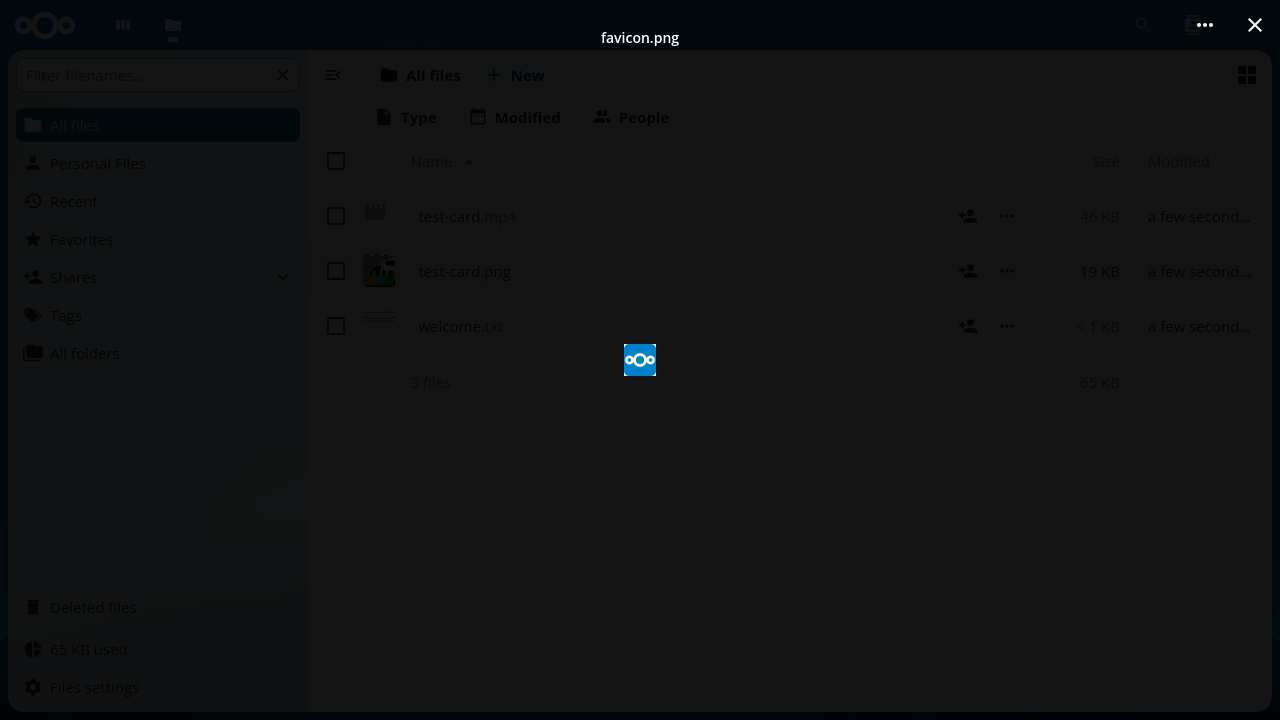 favicon.png
Filter filenames...
All files
New
Type
Modified
People
All files
Personal Files
Recent
Favorites
Shares
Tags
All folders
Name
Size
Modified
test-card.mp4
46 KB
a few second...
test-card.png
19 KB
a few second...
welcome.txt
< 1 KB
a few second...
3 files
65 KB
Deleted files
65 KB used
Files settings